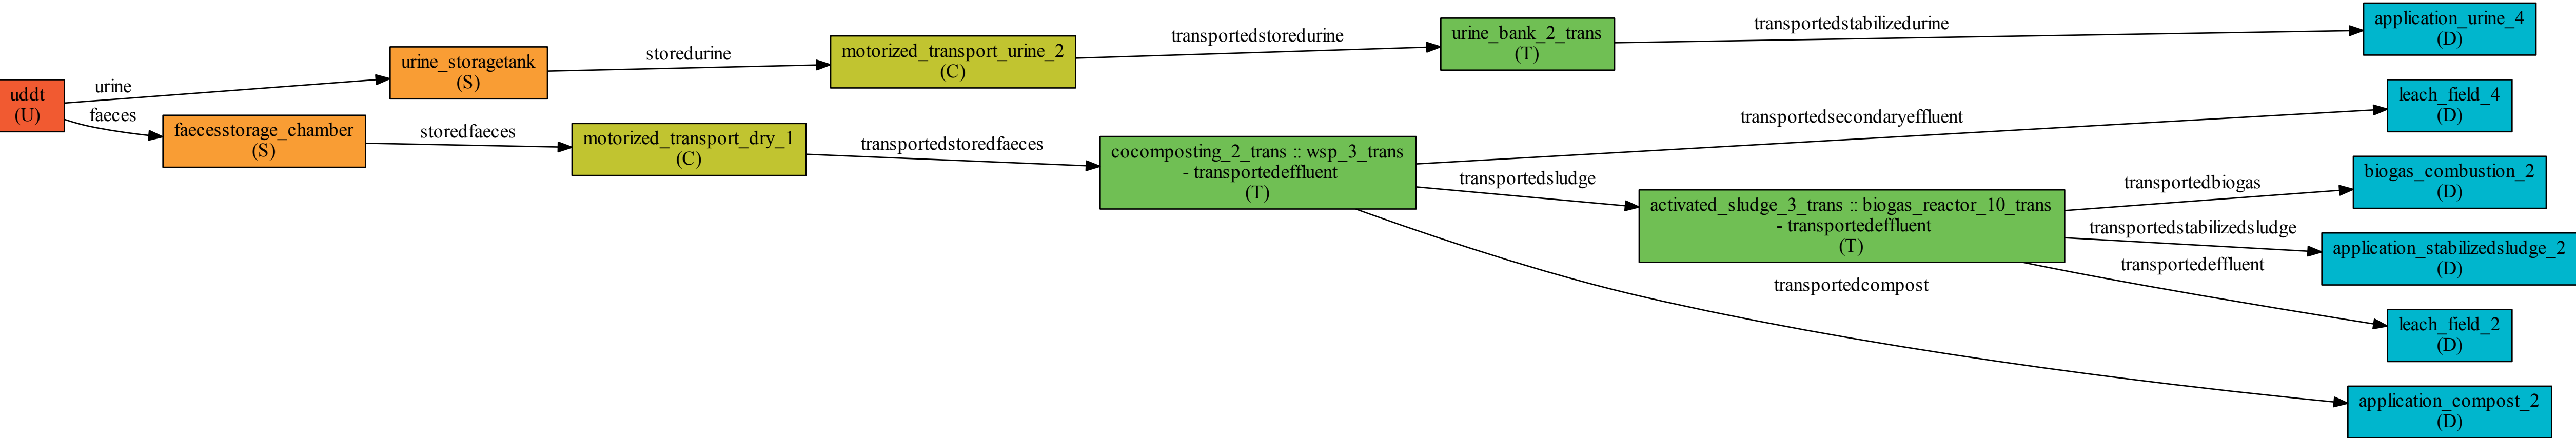 uddt
(U)
urine
faeces
urine_storagetank
(S)
faecesstorage_chamber
(S)
storedurine
storedfaeces
motorized_transport_urine_2
(C)
motorized_transport_dry_1
(C)
transportedstoredurine
transportedstoredfaeces
urine_bank_2_trans
(T)
cocomposting_2_trans :: wsp_3_trans
- transportedeffluent
(T)
transportedstabilizedurine
transportedsecondaryeffluent
transportedsludge
transportedcompost
activated_sludge_3_trans :: biogas_reactor_10_trans
- transportedeffluent
(T)
transportedbiogas
transportedstabilizedsludge
transportedeffluent
application_urine_4
(D)
leach_field_4
(D)
biogas_combustion_2
(D)
application_stabilizedsludge_2
(D)
leach_field_2
(D)
application_compost_2
(D)